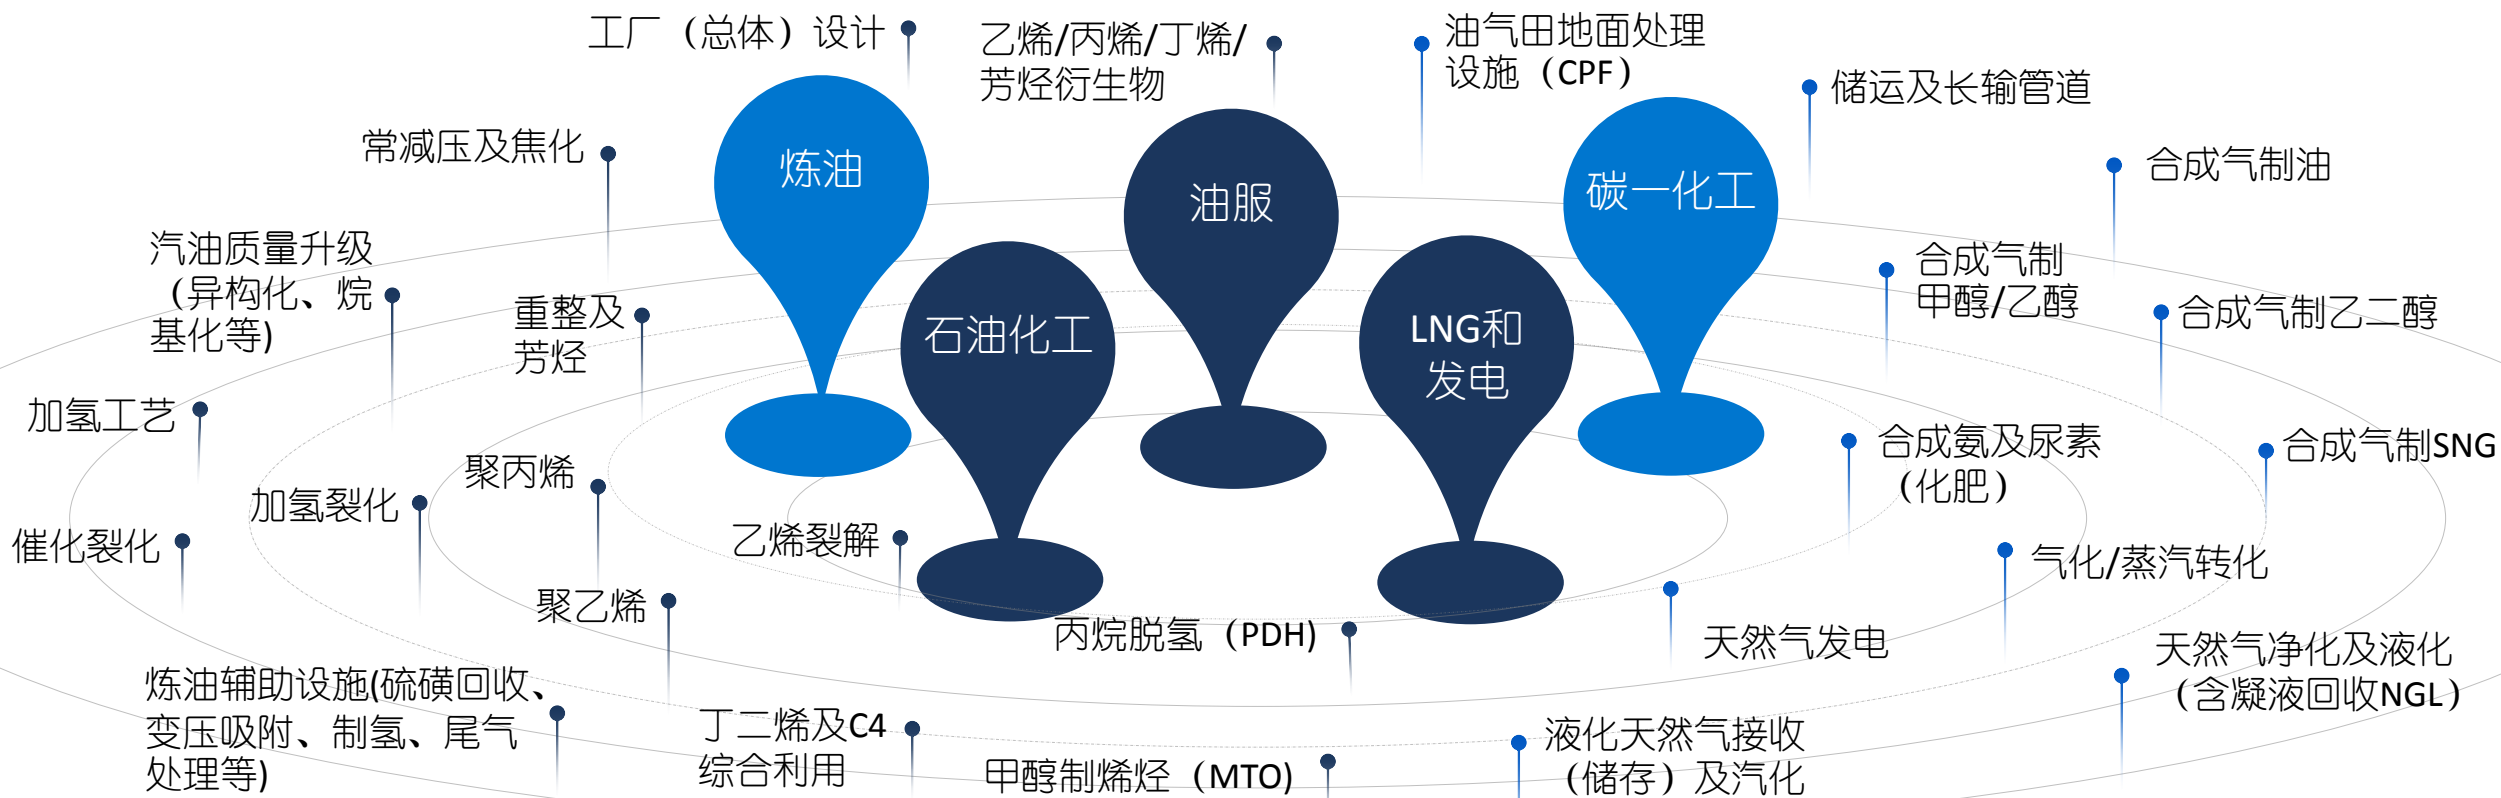 工厂（总体）设计
乙烯/丙烯/丁烯/
芳烃衍生物
油气田地面处理
设施（CPF）
储运及长输管道
常减压及焦化
炼油
油服
碳一化工
合成气制油
汽油质量升级
（异构化、烷
基化等)
重整及
芳烃
石油化工
LNG和
发电
合成气制
甲醇/乙醇
合成气制乙二醇
加氢工艺
加氢裂化
聚丙烯
合成氨及尿素
（化肥）
合成气制SNG
催化裂化
乙烯裂解
气化/蒸汽转化
聚乙烯
丙烷脱氢（PDH)
天然气发电
天然气净化及液化
（含凝液回收NGL）
炼油辅助设施(硫磺回收、
变压吸附、制氢、尾气
处理等)
丁二烯及C4
综合利用
甲醇制烯烃（MTO)
液化天然气接收
（储存）及汽化